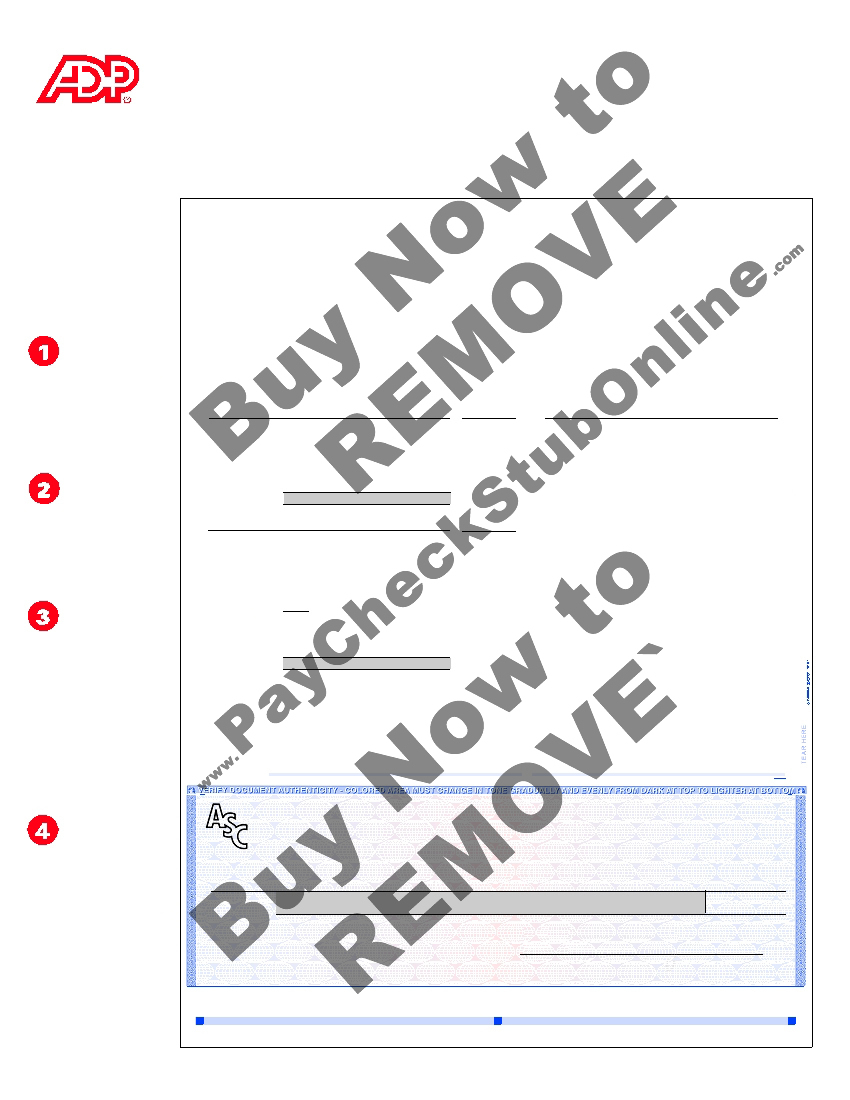 ADP
Buy Now to
REMOVE
www.PayCheckStubOnline.com
1
2
3
4
TEAR HERE
VERIFY DOCUMENT AUTHENTICITY - COLORED AREA MUST CHANGE IN TONE GRADUALLY AND EVENLY FROM DARK AT TOP TO LIGHTER AT BOTTOM
ASC
Buy Now to
REMOVE`